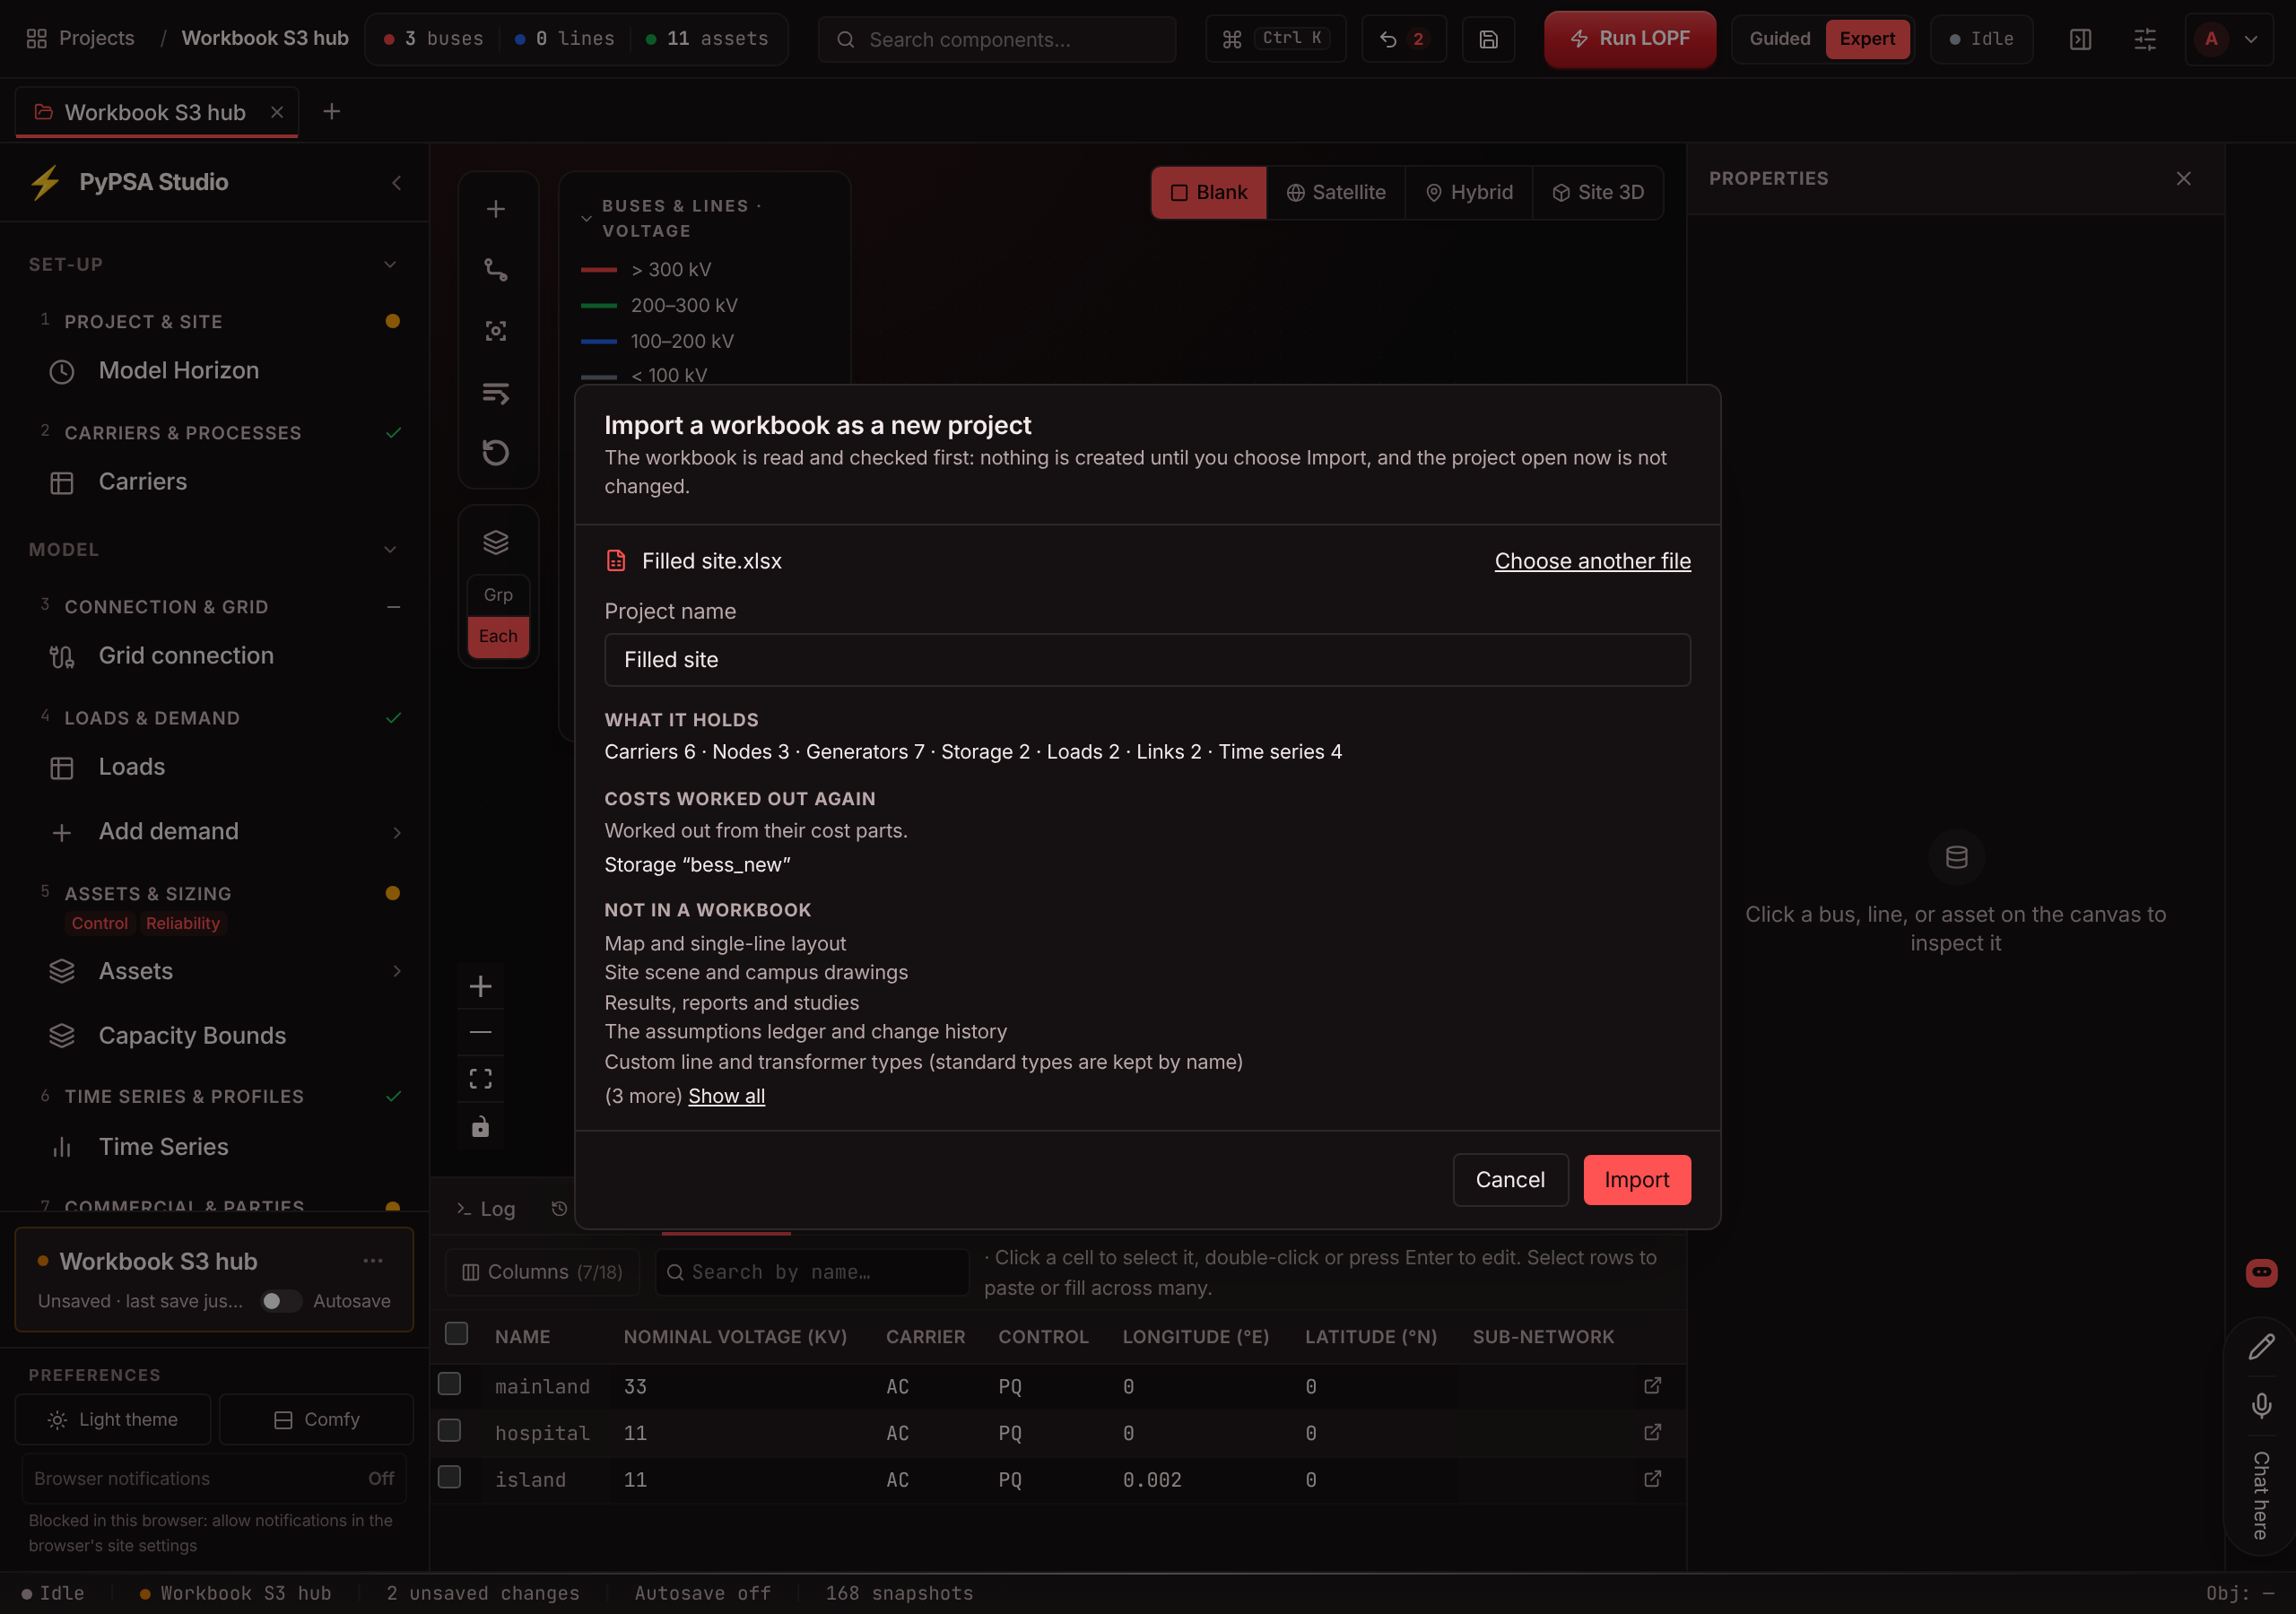 Projects / Workbook S3 hub
3 buses
0 lines
11 assets
Search components...
Ctrl K
2
Run LOPF
Guided
Expert
Idle
A
Workbook S3 hub
PyPSA Studio
SET-UP
1 PROJECT & SITE
Model Horizon
2 CARRIERS & PROCESSES
Carriers
MODEL
3 CONNECTION & GRID
Grid connection
4 LOADS & DEMAND
Loads
Add demand
5 ASSETS & SIZING
Control Reliability
Assets
Capacity Bounds
6 TIME SERIES & PROFILES
Time Series
7 COMMERCIAL & PARTIES
Workbook S3 hub
Unsaved · last save jus...
Autosave
PREFERENCES
Light theme
Comfy
Browser notifications
Off
Blocked in this browser: allow notifications in the
browser's site settings
Grp
Each
BUSES & LINES ·
VOLTAGE
> 300 kV
200–300 kV
100–200 kV
< 100 kV
Blank
Satellite
Hybrid
Site 3D
PROPERTIES
Click a bus, line, or asset on the canvas to
inspect it
Import a workbook as a new project
The workbook is read and checked first: nothing is created until you choose Import, and the project open now is not
changed.
Filled site.xlsx
Choose another file
Project name
Filled site
WHAT IT HOLDS
Carriers 6 · Nodes 3 · Generators 7 · Storage 2 · Loads 2 · Links 2 · Time series 4
COSTS WORKED OUT AGAIN
Worked out from their cost parts.
Storage “bess_new”
NOT IN A WORKBOOK
Map and single-line layout
Site scene and campus drawings
Results, reports and studies
The assumptions ledger and change history
Custom line and transformer types (standard types are kept by name)
(3 more) Show all
Cancel
Import
Log
Columns (7/18)
Search by name…
· Click a cell to select it, double-click or press Enter to edit. Select rows to
paste or fill across many.
NAME NOMINAL VOLTAGE (KV) CARRIER CONTROL LONGITUDE (°E) LATITUDE (°N) SUB-NETWORK
mainland 33 AC PQ 0 0
hospital 11 AC PQ 0 0
island 11 AC PQ 0.002 0
Chat here
Idle
Workbook S3 hub
2 unsaved changes
Autosave off
168 snapshots
Obj: —